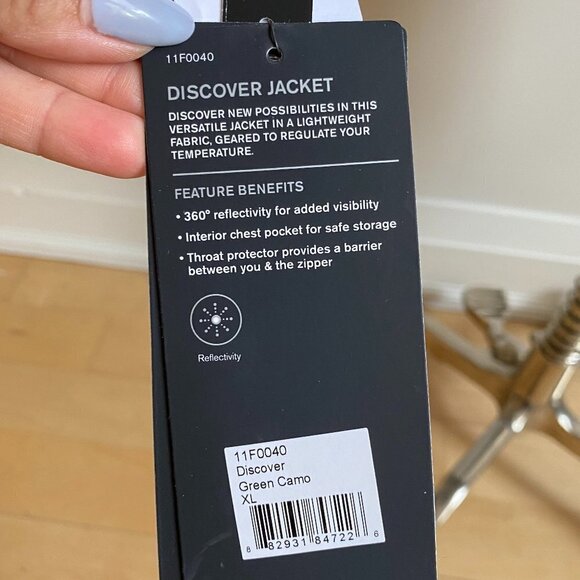 11F0040
DISCOVER JACKET
DISCOVER NEW POSSIBILITIES IN THIS
VERSATILE JACKET IN A LIGHTWEIGHT
FABRIC, GEARED TO REGULATE YOUR
TEMPERATURE.
FEATURE BENEFITS
• 360° reflectivity for added visibility
• Interior chest pocket for safe storage
• Throat protector provides a barrier
between you & the zipper
Reflectivity
11F0040
Discover
Green Camo
XL
8 82931 84722 6